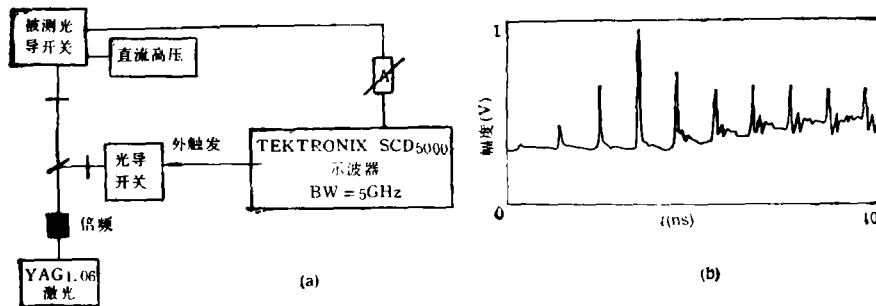 被测光
导开关
直流高压
A
外触发
光导
开关
TEKTRONIX SCD5000
示波器
BW=5GHz
倍频
YAG1.06
激光
(a)
1
幅度(V)
0
t(ns)
10
(b)